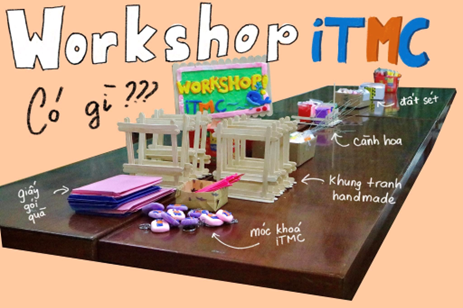 Workshop iTMC
Có gì ???
WORKSHOP!
iTMC
đất sét
cành hoa
khung tranh
handmade
giấy
gói
quà
móc khoá
iTMC